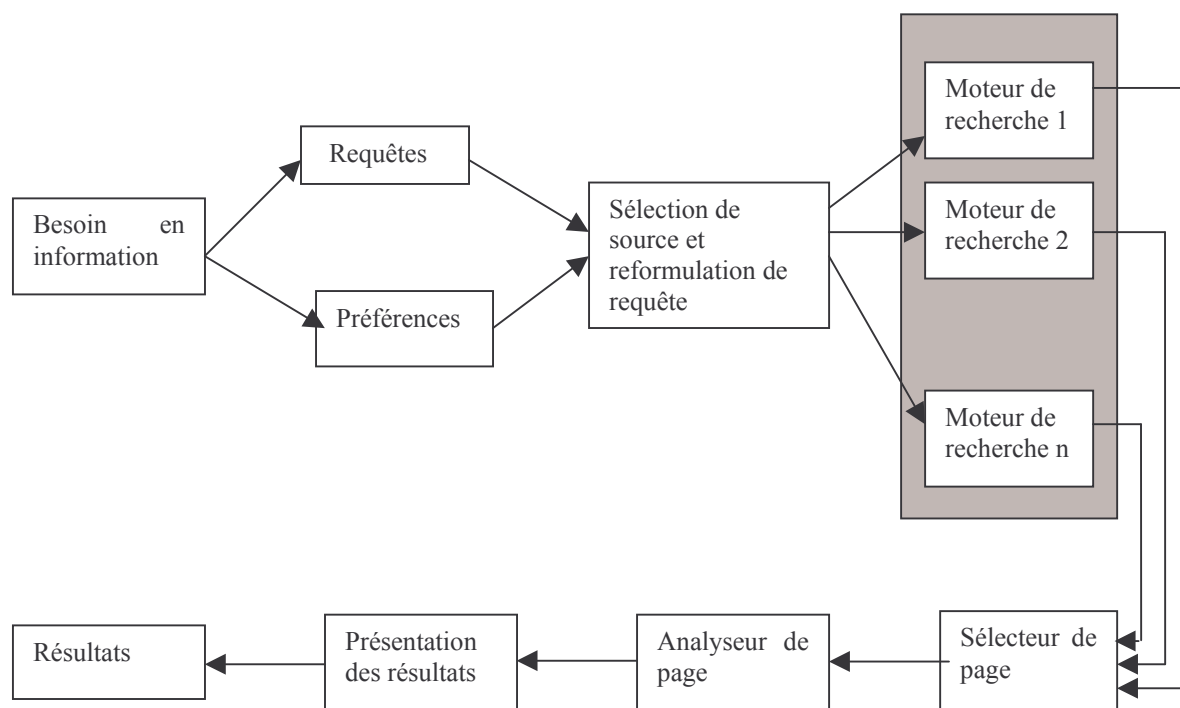 Besoin en
information
Requêtes
Préférences
Sélection de
source et
reformulation de
requête
Moteur de
recherche 1
Moteur de
recherche 2
Moteur de
recherche n
Sélecteur de
page
Analyseur de
page
Présentation
des résultats
Résultats